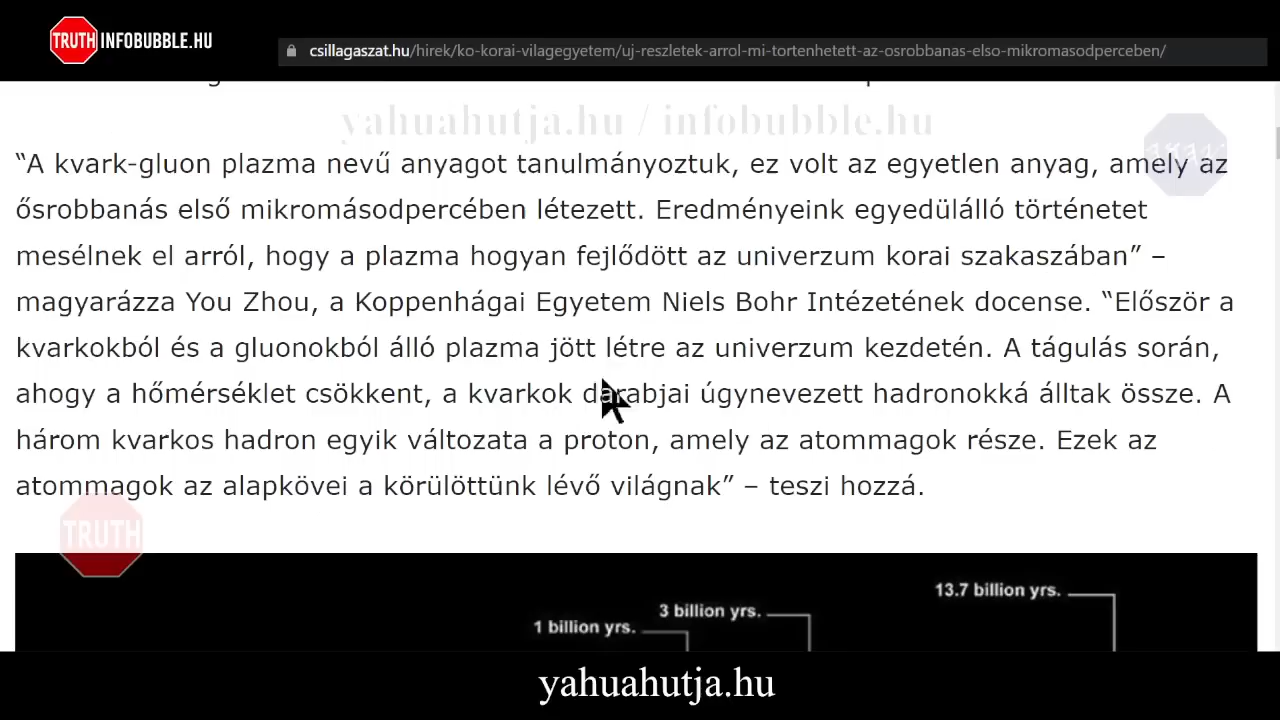 TRUTH INFOBUBBLE.HU
csillagaszat.hu/hirek/ko-korai-vilagegyetem/uj-reszletek-arrol-mi-tortenhetett-az-osrobbanas-elso-mikromasodperceben/
yahuahutja.hu / infobubble.hu
“A kvark-gluon plazma nevű anyagot tanulmányoztuk, ez volt az egyetlen anyag, amely az
ősrobbanás első mikromásodpercében létezett. Eredményeink egyedülálló történetet
mesélnek el arról, hogy a plazma hogyan fejlődött az univerzum korai szakaszában” –
magyarázza You Zhou, a Koppenhágai Egyetem Niels Bohr Intézetének docense. “Először a
kvarkokból és a gluonokból álló plazma jött létre az univerzum kezdetén. A tágulás során,
ahogy a hőmérséklet csökkent, a kvarkok darabjai úgynevezett hadronokká álltak össze. A
három kvarkos hadron egyik változata a proton, amely az atommagok része. Ezek az
atommagok az alapkövei a körülöttünk lévő világnak” – teszi hozzá.
TRUTH
13.7 billion yrs.
3 billion yrs.
1 billion yrs.
yahuahutja.hu